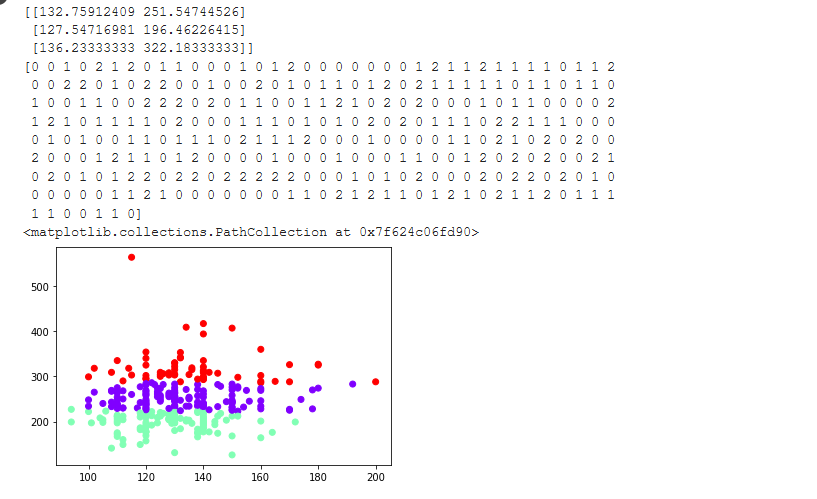 [[132.75912409 251.54744526]
[127.54716981 196.46226415]
[136.23333333 322.18333333]]
[0 0 1 0 2 1 2 0 1 1 0 0 0 1 0 1 2 0 0 0 0 0 0 0 1 2 1 1 2 1 1 1 1 0 1 1 2
0 0 2 2 0 1 0 2 2 0 0 1 0 0 2 0 1 0 1 1 0 1 2 0 2 1 1 1 1 1 1 0 1 1 0
1 0 0 1 1 0 0 2 2 2 0 2 0 0 1 1 0 0 1 1 2 1 0 0 2 0 0 0 1 0 1 1 0 0 0 0 2
1 2 1 0 1 1 1 1 0 1 1 0 0 1 1 0 1 0 1 0 2 0 2 0 1 0 0 0 2 2 1 1 1 0 0 0
0 1 0 1 0 0 1 0 0 1 1 1 0 2 1 1 1 2 0 0 0 1 0 0 0 0 1 1 0 2 1 0 2 0 2 0 0
2 0 0 0 1 2 1 1 0 1 2 0 0 0 0 1 0 0 0 1 0 0 0 1 1 0 0 1 2 0 2 0 2 0 0 2 1
0 2 0 1 0 1 2 2 0 2 2 0 2 2 2 2 2 0 0 0 1 0 0 1 0 1 0 0 0 2 0 2 2 0 2 0 1 0
0 0 0 0 0 1 1 2 1 0 0 0 0 0 0 1 1 0 2 1 2 1 1 0 1 2 1 0 2 1 1 2 0 1 1 1
1 1 0 0 1 1 0]
<matplotlib.collections.PathCollection at 0x7f624c06fd90>
500
400
300
200
100 120 140 160 180 200